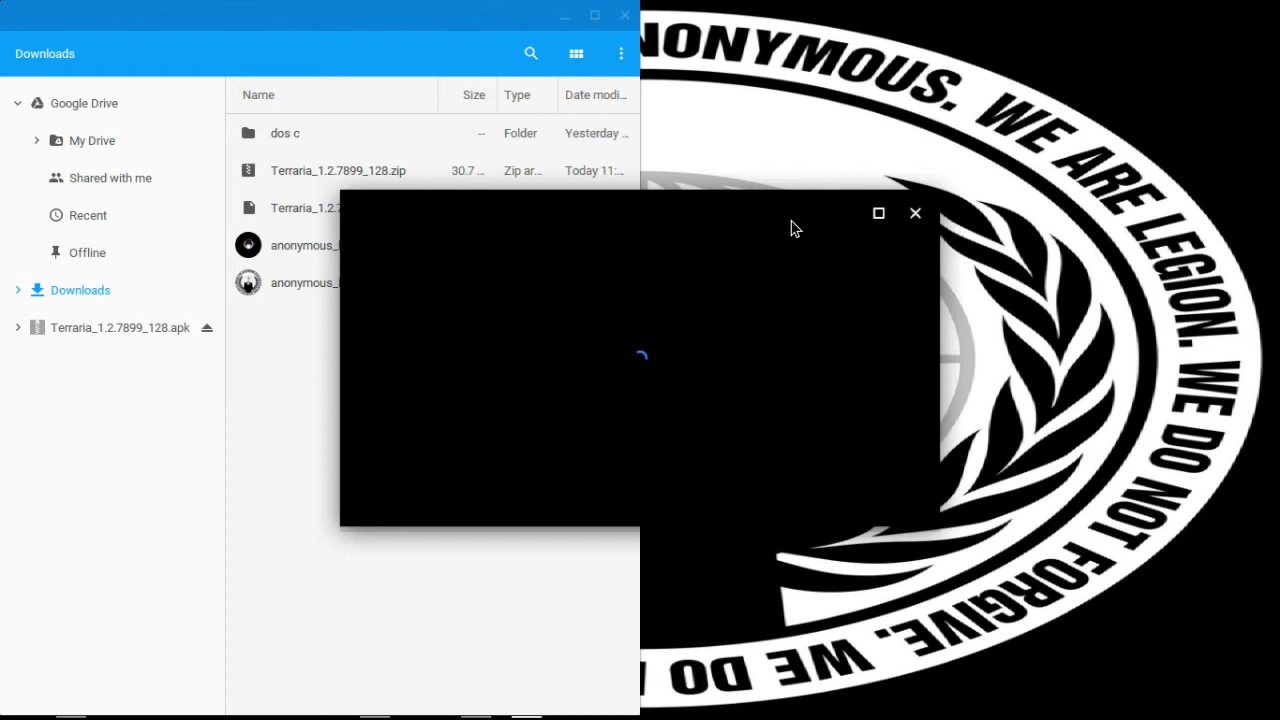 Downloads
Google Drive
My Drive
Shared with me
Recent
Offline
Downloads
Terraria_1.2.7899_128.apk
Name Size Type Date modi...
dos c -- Folder Yesterday ...
Terraria_1.2.7899_128.zip 30.7 ... Zip ar... Today 11:...
Terraria_1.2.7
anonymous_
anonymous_
NONYMOUS. WE ARE LEGION. WE DO NOT FORGIVE. WE DO